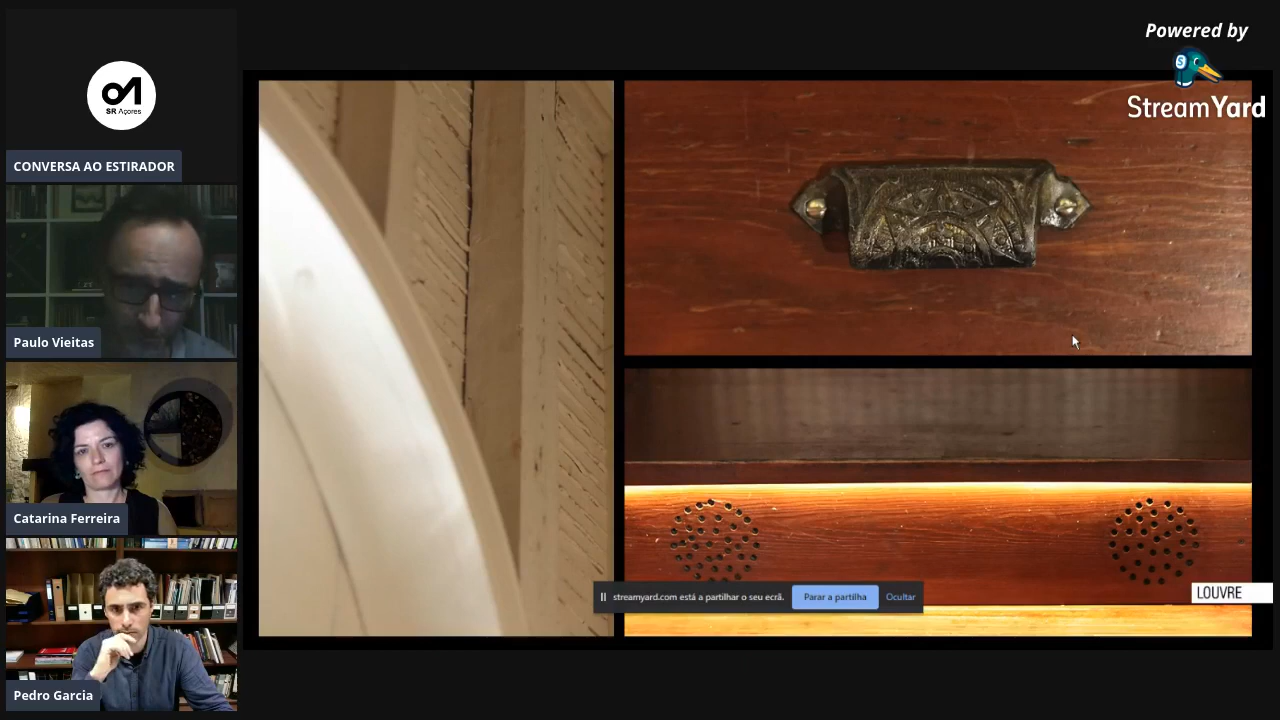 OA
SR Açores
CONVERSA AO ESTIRADOR
Paulo Vieitas
Catarina Ferreira
Pedro Garcia
Powered by
S
StreamYard
streamyard.com está a partilhar o seu ecrã.
Parar a partilha
Ocultar
LOUVRE